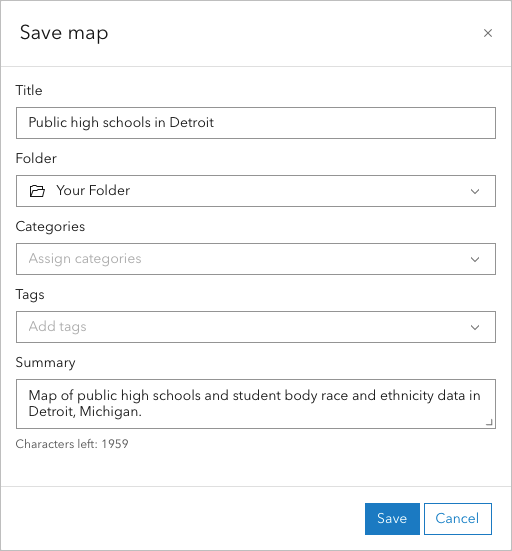 Save map
Title
Public high schools in Detroit
Folder
Your Folder
Categories
Assign categories
Tags
Add tags
Summary
Map of public high schools and student body race and ethnicity data in
Detroit, Michigan.
Characters left: 1959
Save
Cancel